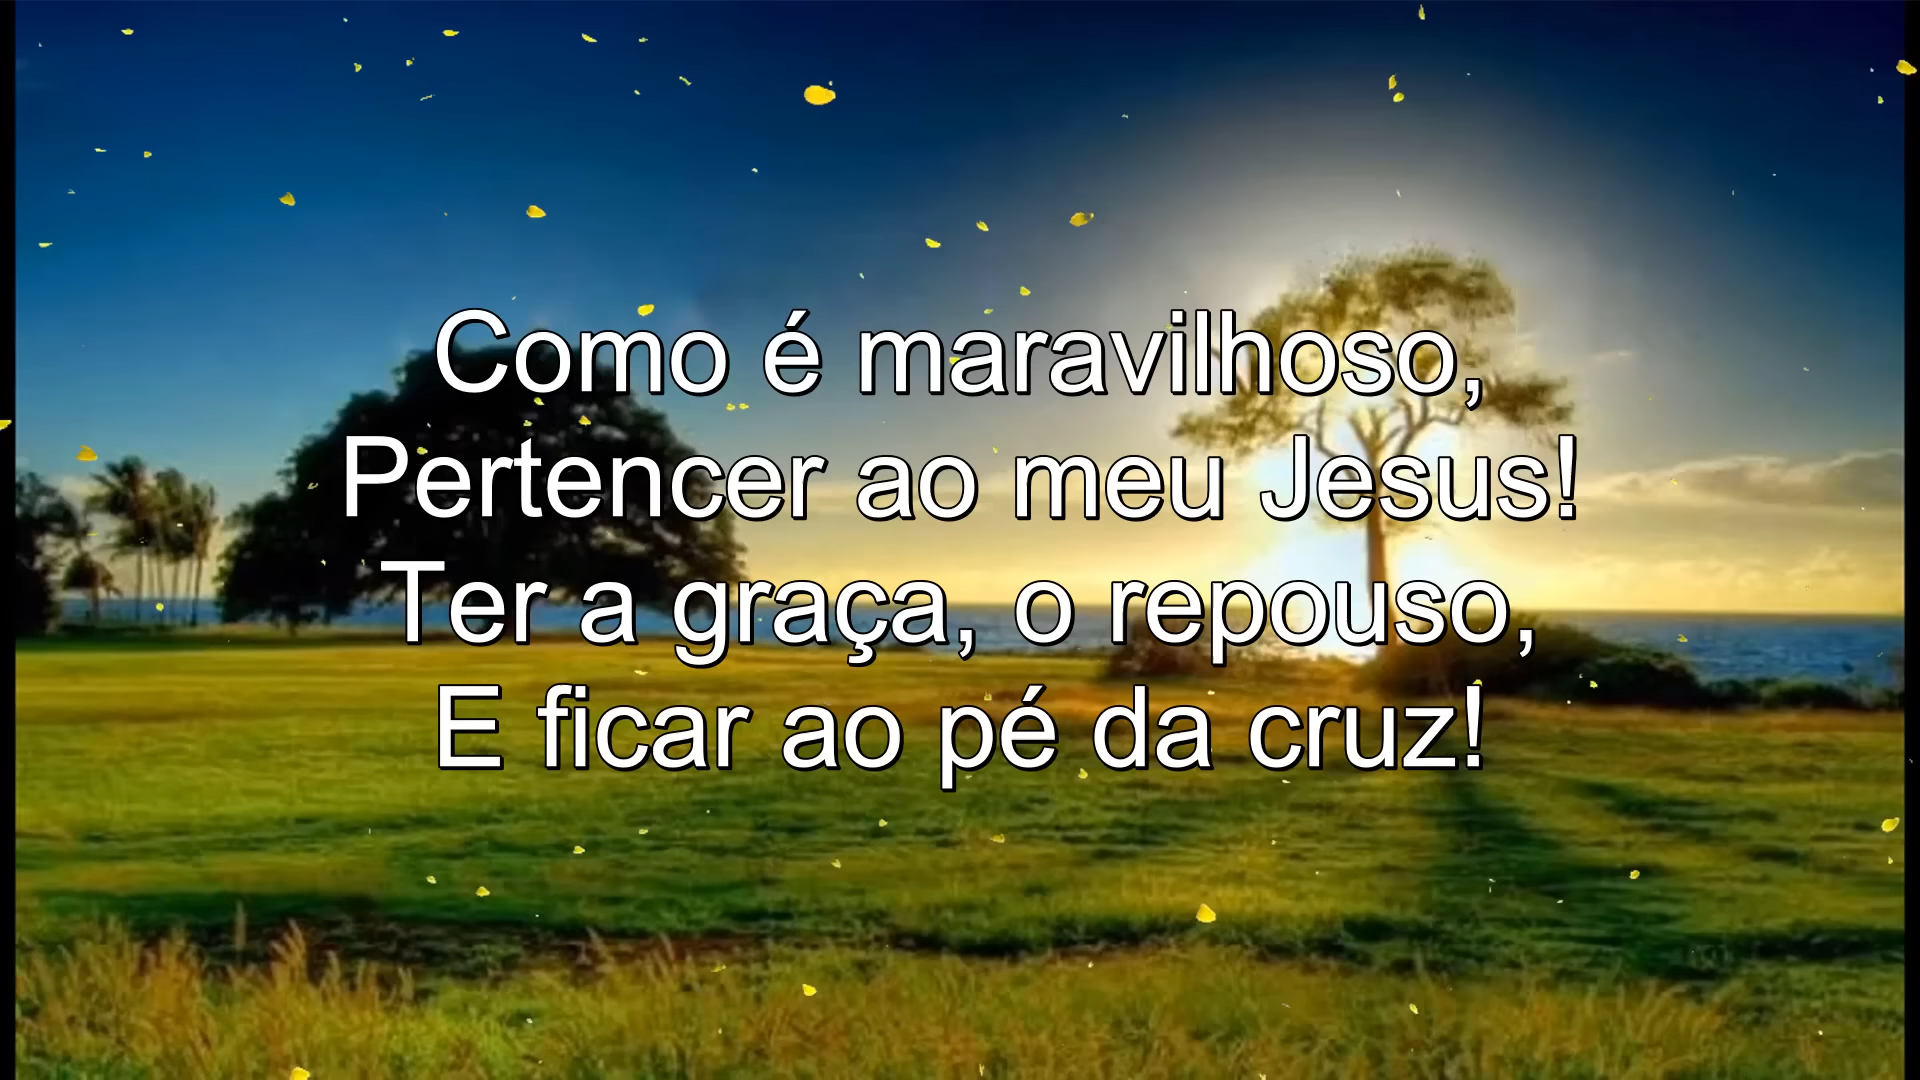 Como é maravilhoso,
Pertencer ao meu Jesus!
Ter a graça, o repouso,
E ficar ao pé da cruz!